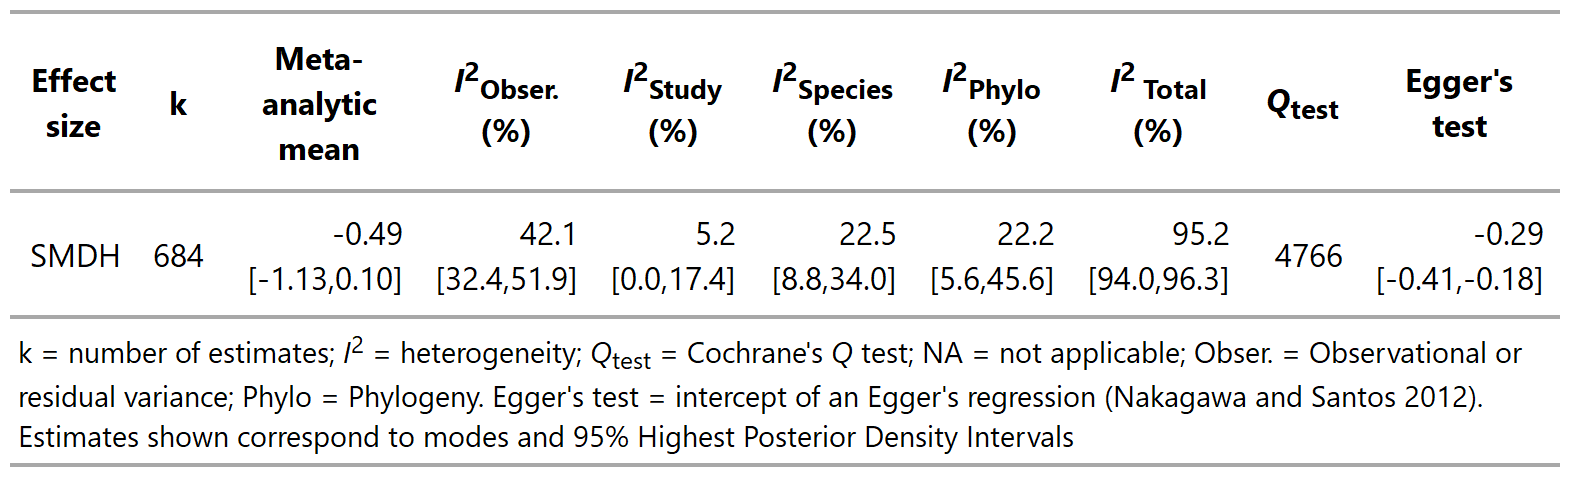 Effect size k Meta-analytic mean I²Obser. (%) I²Study (%) I²Species (%) I²Phylo (%) I² Total (%) Qtest Egger's test
SMDH 684 -0.49 [-1.13,0.10] 42.1 [32.4,51.9] 5.2 [0.0,17.4] 22.5 [8.8,34.0] 22.2 [5.6,45.6] 95.2 [94.0,96.3] 4766 -0.29 [-0.41,-0.18]
k = number of estimates; I² = heterogeneity; Qtest = Cochrane's Q test; NA = not applicable; Obser. = Observational or
residual variance; Phylo = Phylogeny. Egger's test = intercept of an Egger's regression (Nakagawa and Santos 2012).
Estimates shown correspond to modes and 95% Highest Posterior Density Intervals